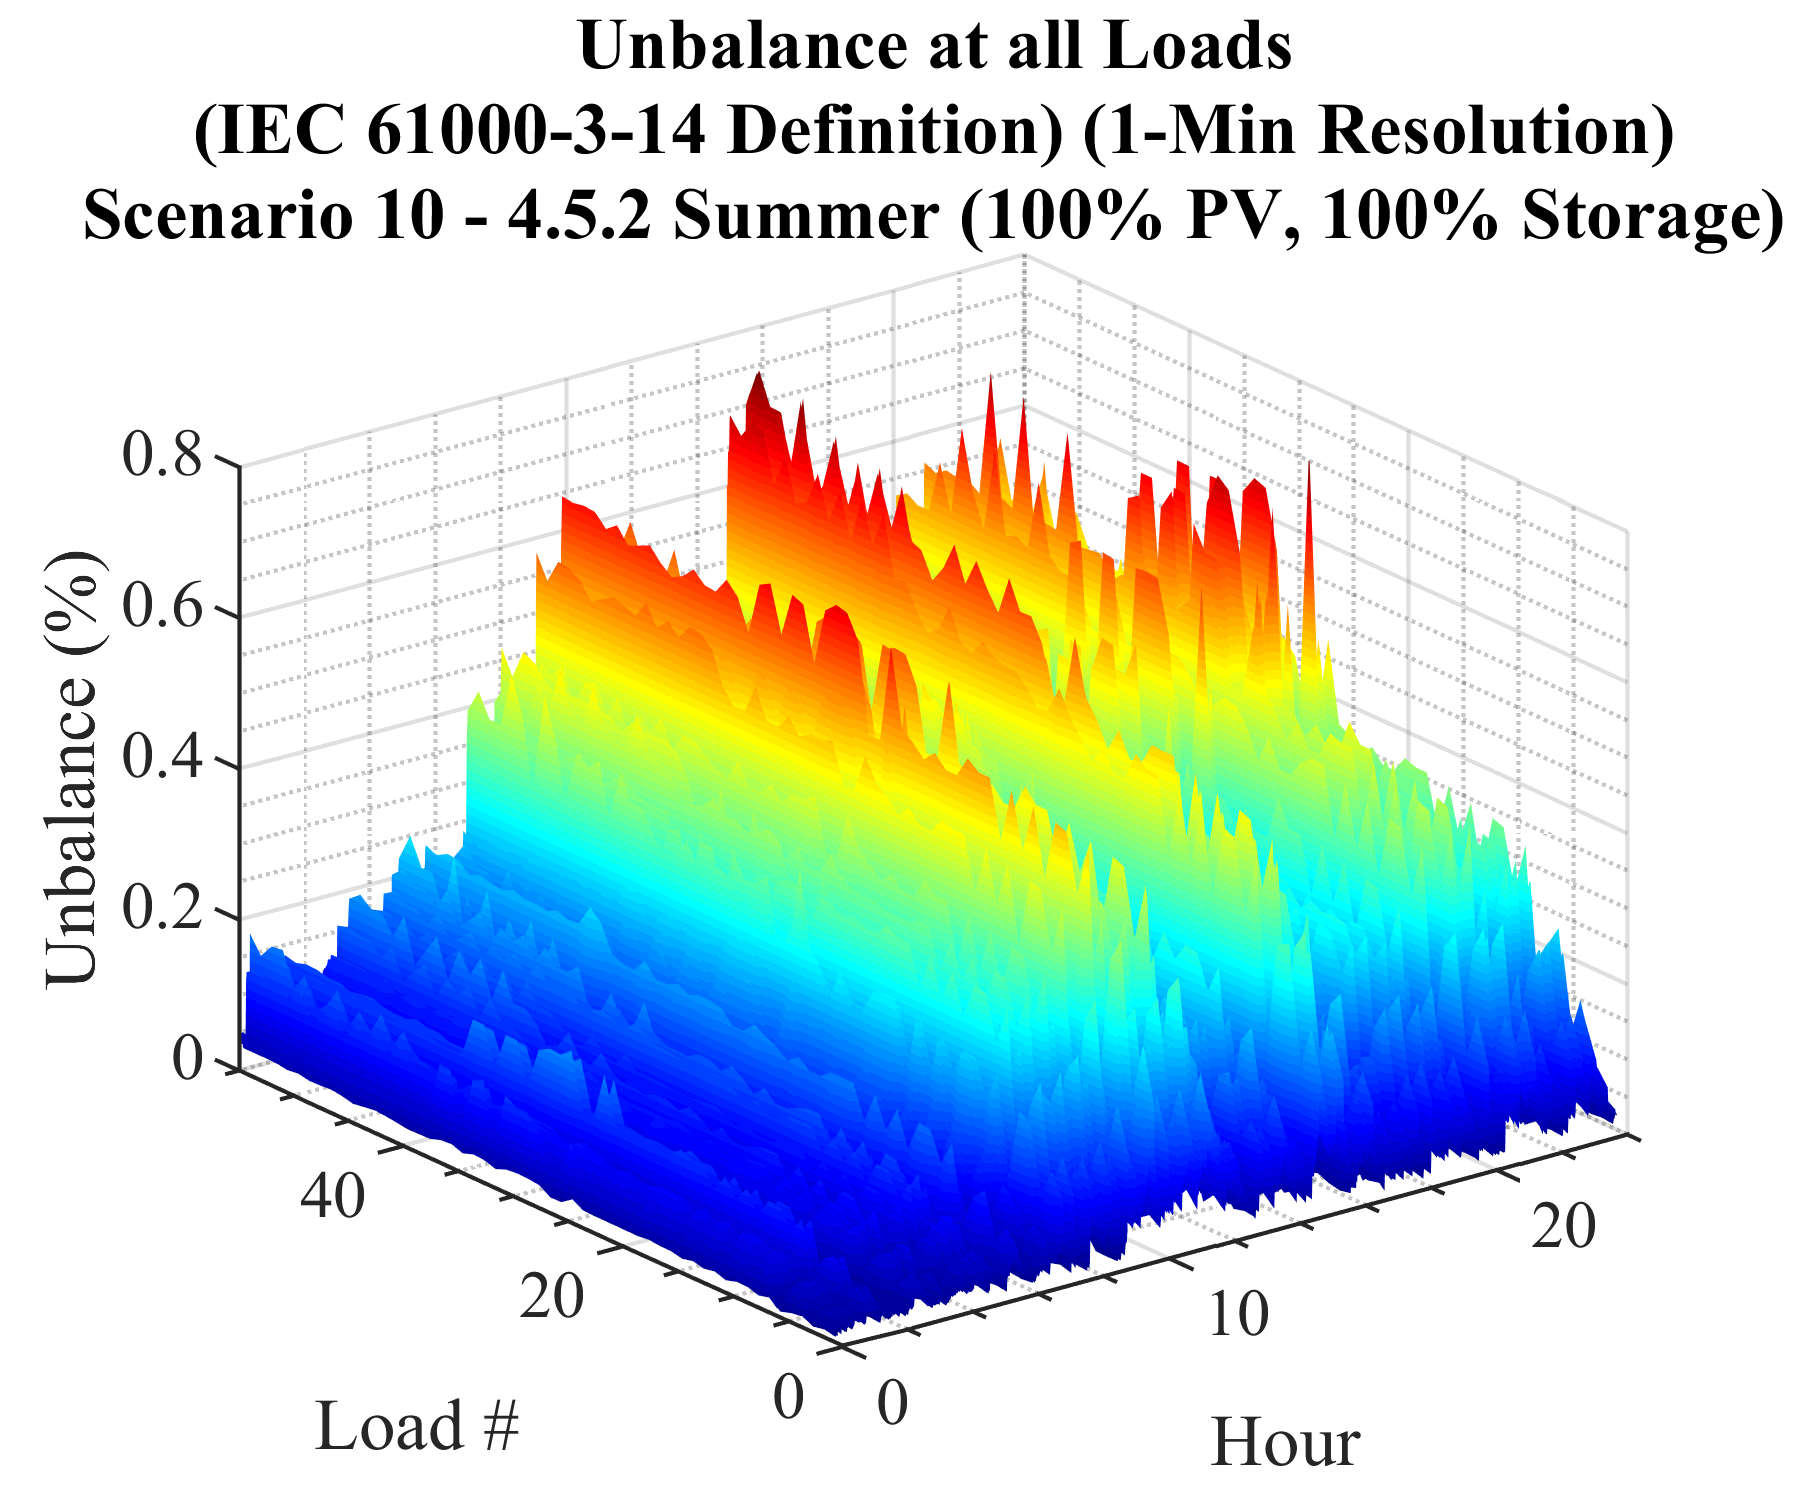 Unbalance at all Loads
(IEC 61000-3-14 Definition) (1-Min Resolution)
Scenario 10 - 4.5.2 Summer (100% PV, 100% Storage)
0.8
0.6
0.4
0.2
0
Unbalance (%)
40
20
0
Load #
0
10
20
Hour